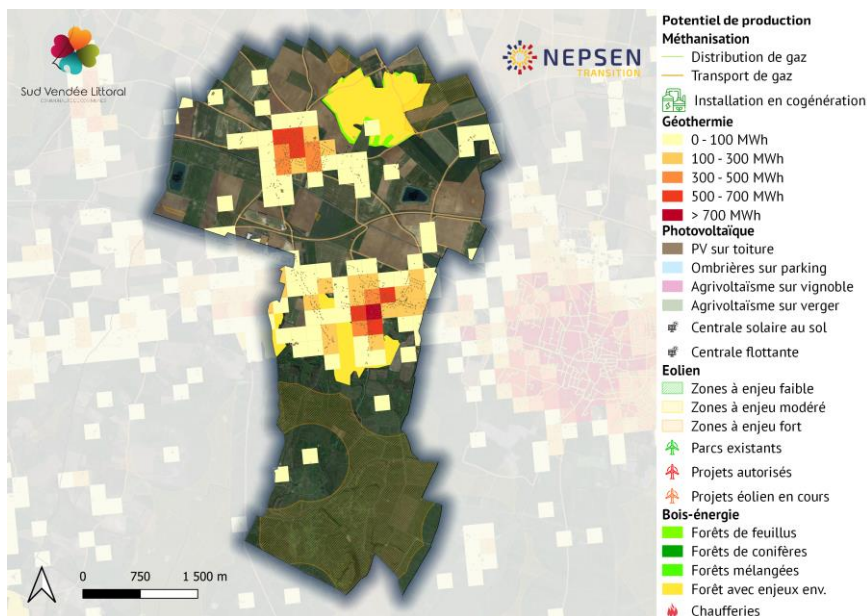 Sud Vendée Littoral
NEPSEN
TRANSITION
0 750 1 500 m
Potentiel de production
Méthanisation
Distribution de gaz
Transport de gaz
Installation en cogénération
Géothermie
0 - 100 MWh
100 - 300 MWh
300 - 500 MWh
500 - 700 MWh
> 700 MWh
Photovoltaïque
PV sur toiture
Ombrières sur parking
Agrivoltaïsme sur vignoble
Agrivoltaïsme sur verger
Centrale solaire au sol
Centrale flottante
Eolien
Zones à enjeu faible
Zones à enjeu modéré
Zones à enjeu fort
Parcs existants
Projets autorisés
Projets éolien en cours
Bois-énergie
Forêts de feuillus
Forêts de conifères
Forêts mélangées
Forêt avec enjeux env.
Chaufferies